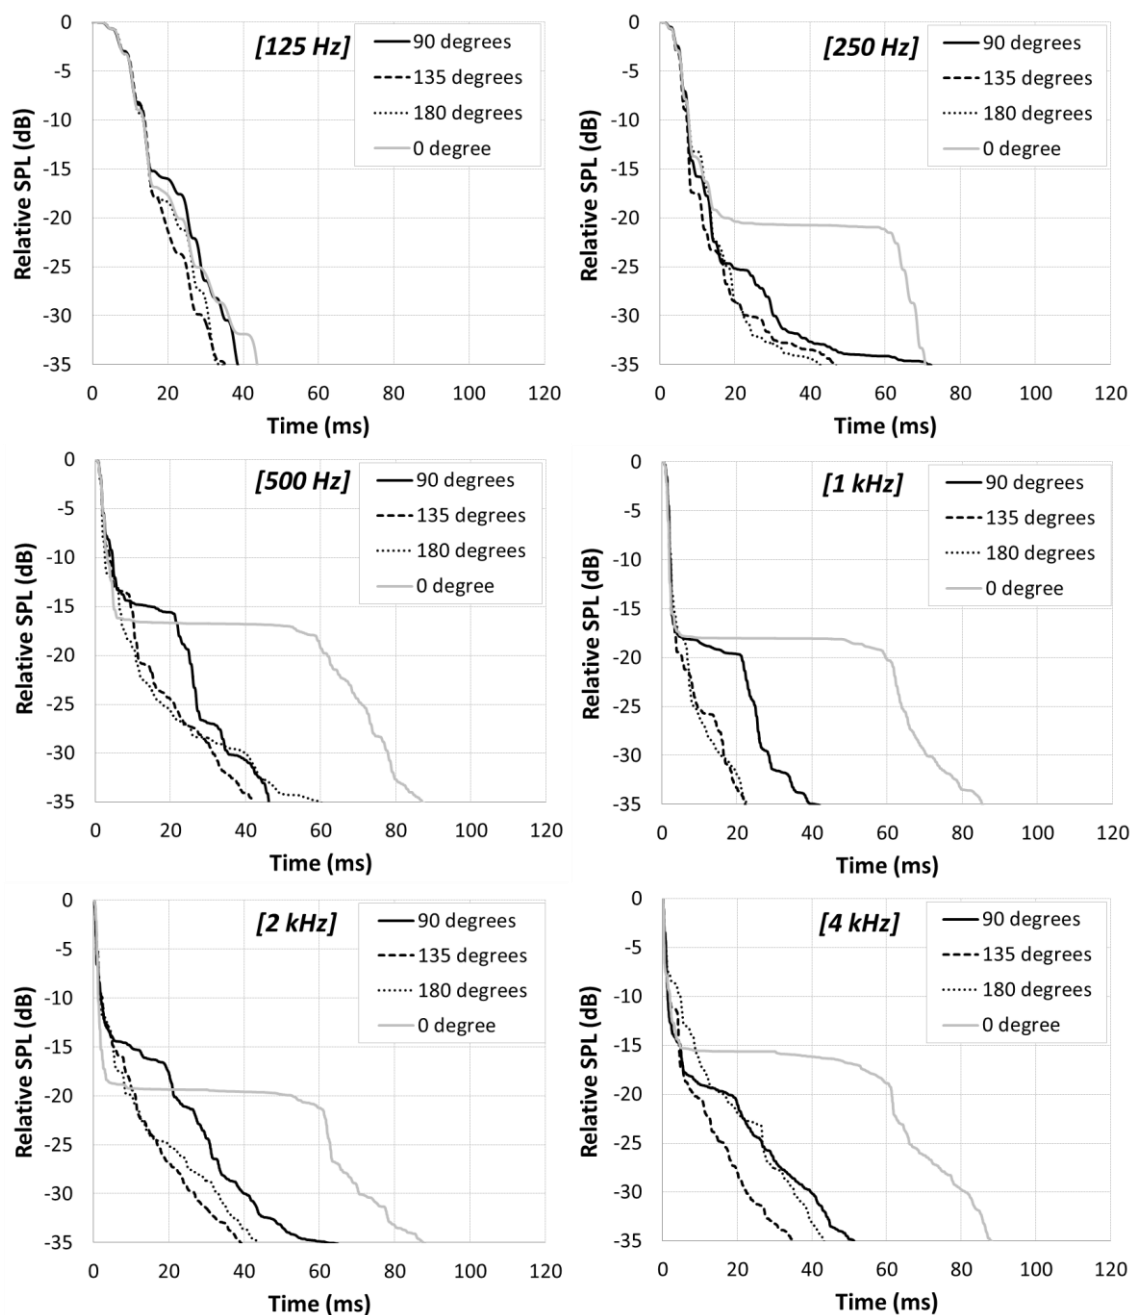 [125 Hz]
90 degrees
135 degrees
180 degrees
0 degree
Relative SPL (dB)
0
-5
-10
-15
-20
-25
-30
-35
0 20 40 60 80 100 120
Time (ms)
[250 Hz]
90 degrees
135 degrees
180 degrees
0 degree
Relative SPL (dB)
0
-5
-10
-15
-20
-25
-30
-35
0 20 40 60 80 100 120
Time (ms)
[500 Hz]
90 degrees
135 degrees
180 degrees
0 degree
Relative SPL (dB)
0
-5
-10
-15
-20
-25
-30
-35
0 20 40 60 80 100 120
Time (ms)
[1 kHz]
90 degrees
135 degrees
180 degrees
0 degree
Relative SPL (dB)
0
-5
-10
-15
-20
-25
-30
-35
0 20 40 60 80 100 120
Time (ms)
[2 kHz]
90 degrees
135 degrees
180 degrees
0 degree
Relative SPL (dB)
0
-5
-10
-15
-20
-25
-30
-35
0 20 40 60 80 100 120
Time (ms)
[4 kHz]
90 degrees
135 degrees
180 degrees
0 degree
Relative SPL (dB)
0
-5
-10
-15
-20
-25
-30
-35
0 20 40 60 80 100 120
Time (ms)